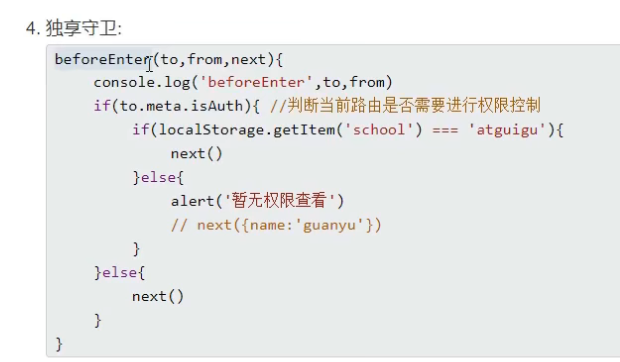 4. 独享守卫:
beforeEnter(to,from,next){
    console.log('beforeEnter',to,from)
    if(to.meta.isAuth){ //判断当前路由是否需要进行权限控制
        if(localStorage.getItem('school') === 'atguigu'){
            next()
        }else{
            alert('暂无权限查看')
            // next({name:'guanyu'})
        }
    }else{
        next()
    }
}